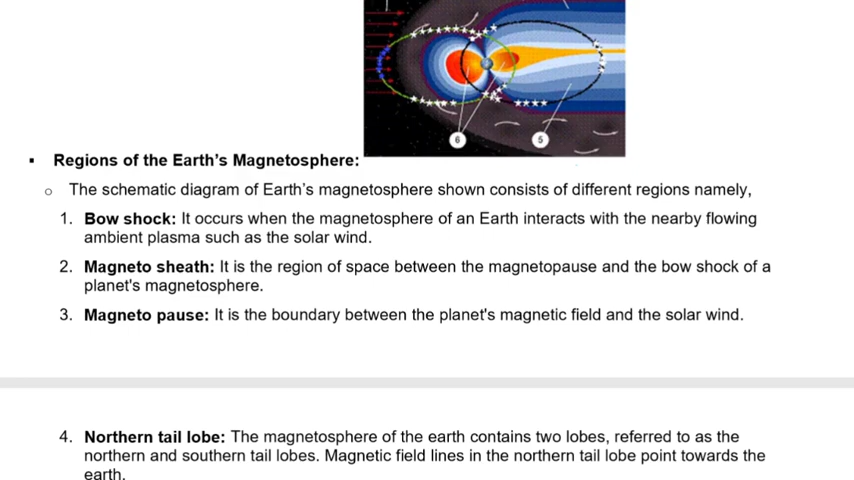 6
5
▪ Regions of the Earth's Magnetosphere:
o The schematic diagram of Earth's magnetosphere shown consists of different regions namely,
1. Bow shock: It occurs when the magnetosphere of an Earth interacts with the nearby flowing
ambient plasma such as the solar wind.
2. Magneto sheath: It is the region of space between the magnetopause and the bow shock of a
planet's magnetosphere.
3. Magneto pause: It is the boundary between the planet's magnetic field and the solar wind.
4. Northern tail lobe: The magnetosphere of the earth contains two lobes, referred to as the
northern and southern tail lobes. Magnetic field lines in the northern tail lobe point towards the
earth.